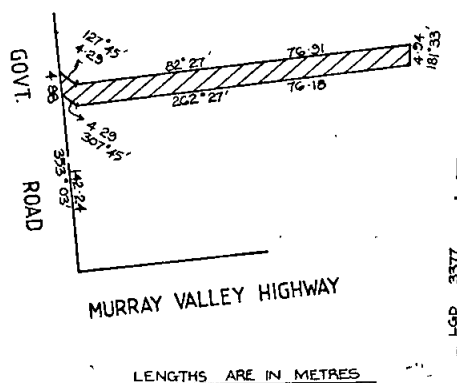 127°45'
4.29
GOVT.
4.88
82°27'
76.91
4.94
181°33'
262°27'
76.18
4.29
307°45'
142.24
353°03'
ROAD
MURRAY VALLEY HIGHWAY
LGD 3377
LENGTHS ARE IN METRES